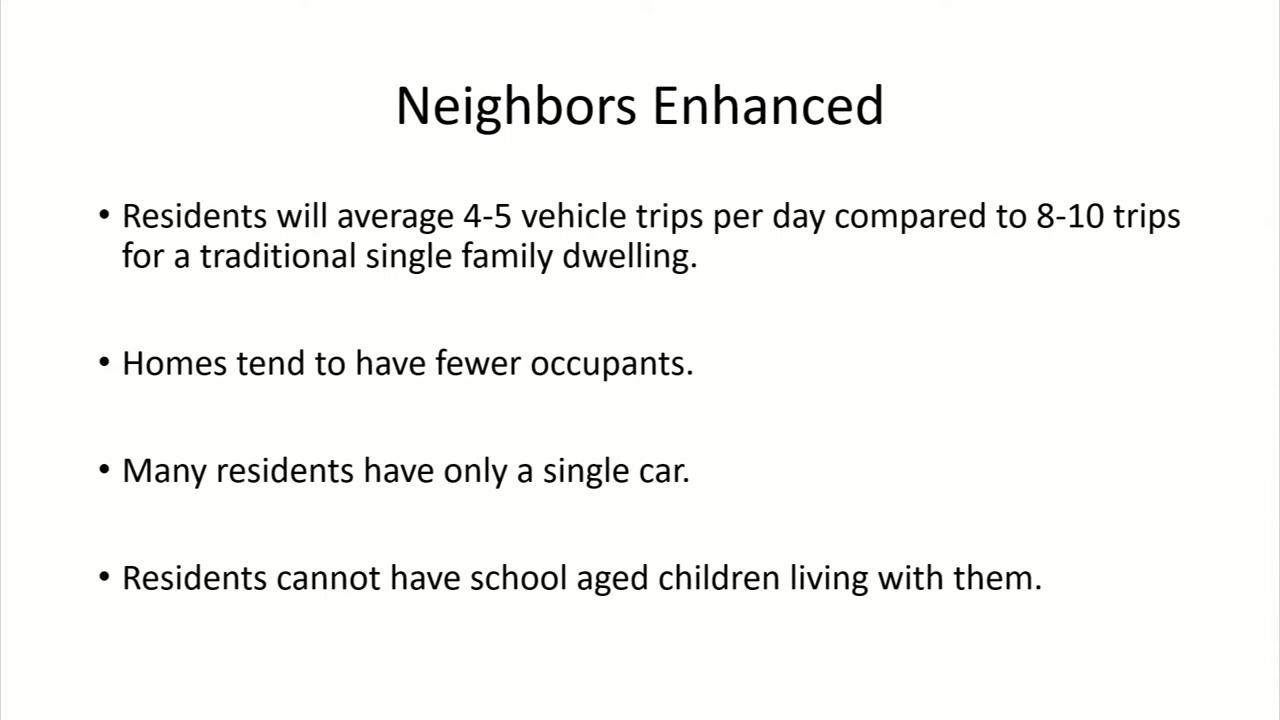 Neighbors Enhanced
• Residents will average 4-5 vehicle trips per day compared to 8-10 trips
for a traditional single family dwelling.
• Homes tend to have fewer occupants.
• Many residents have only a single car.
• Residents cannot have school aged children living with them.